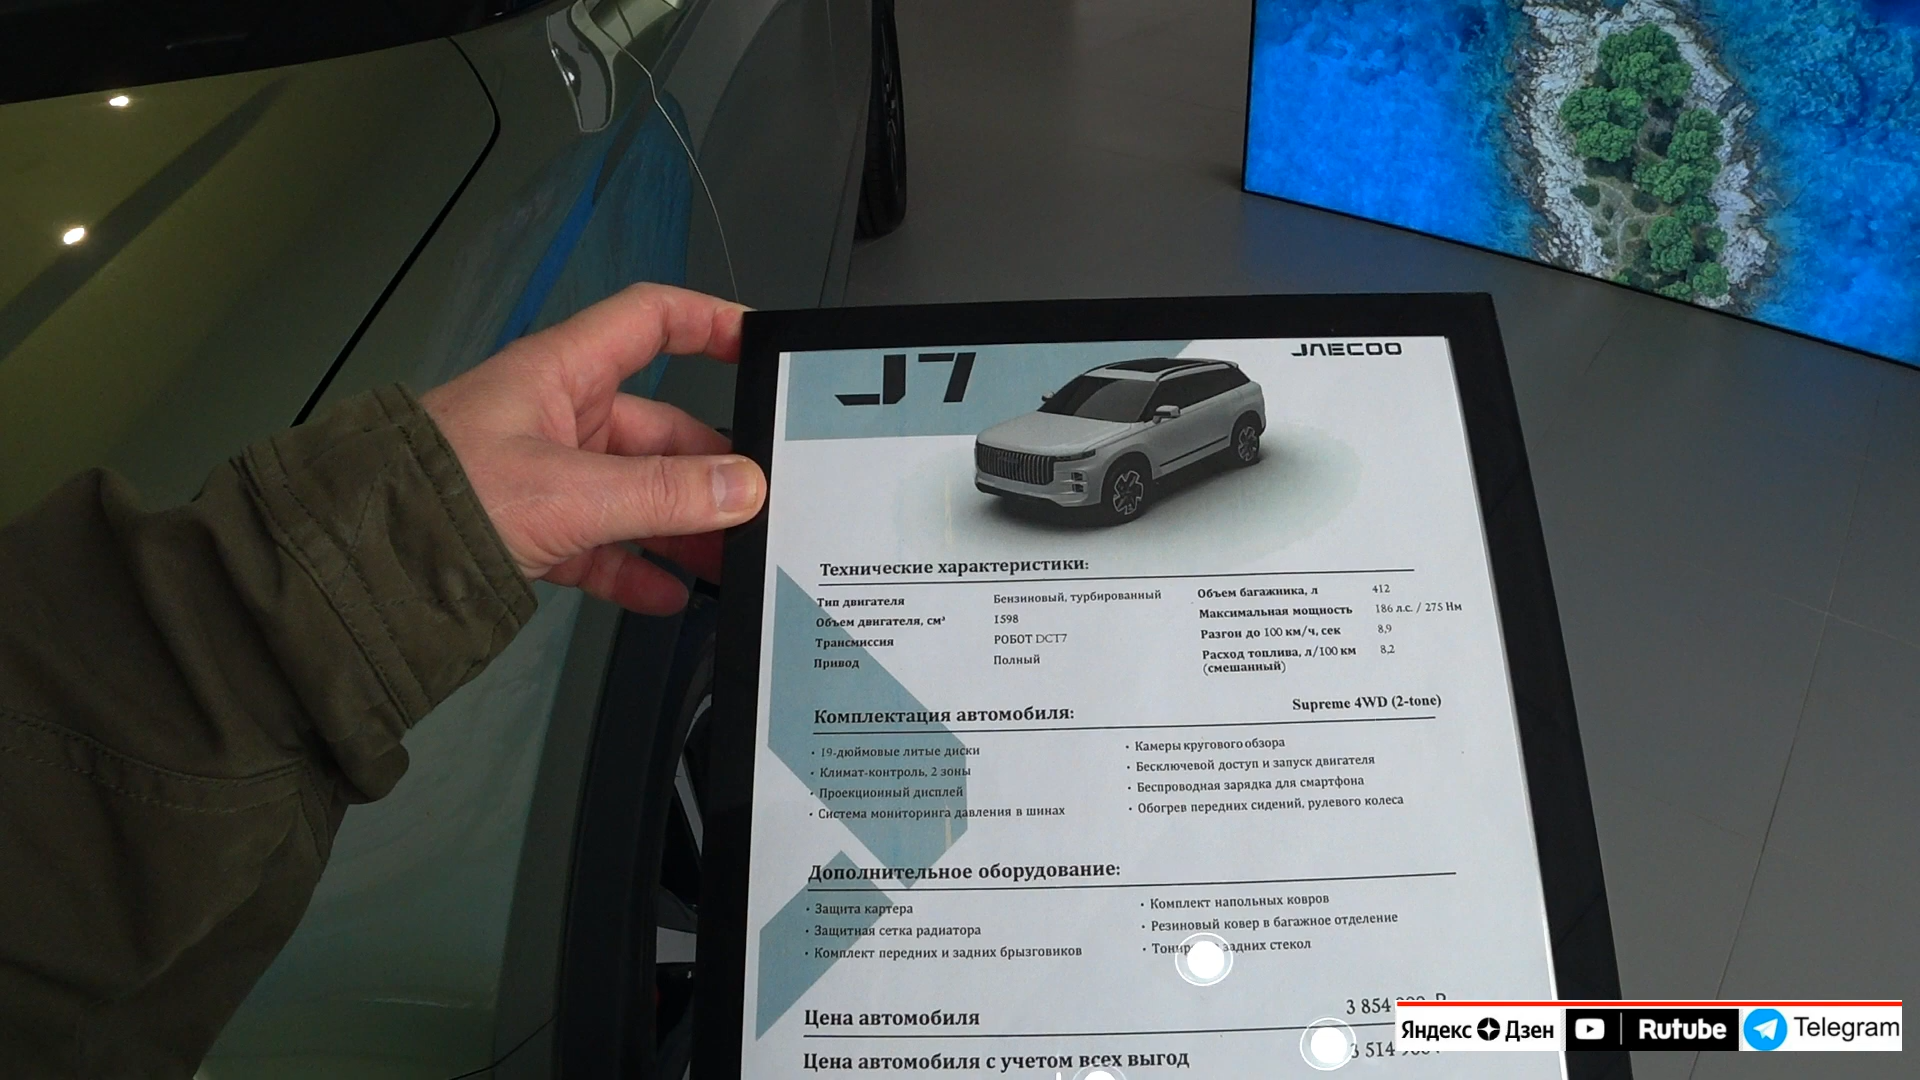 J7
JAECOO
Технические характеристики:
Тип двигателя Бензиновый, турбированный
Объем двигателя, см³ 1598
Трансмиссия РОБОТ DCT7
Привод Полный
Объем багажника, л 412
Максимальная мощность 186 л.с. / 275 Нм
Разгон до 100 км/ч, сек 8,9
Расход топлива, л/100 км 8,2
(смешанный)
Комплектация автомобиля: Supreme 4WD (2-tone)
· 19-дюймовые литые диски
· Климат-контроль, 2 зоны
· Проекционный дисплей
· Система мониторинга давления в шинах
· Камеры кругового обзора
· Бесключевой доступ и запуск двигателя
· Беспроводная зарядка для смартфона
· Обогрев передних сидений, рулевого колеса
Дополнительное оборудование:
· Защита картера
· Защитная сетка радиатора
· Комплект передних и задних брызговиков
· Комплект напольных ковров
· Резиновый ковер в багажное отделение
· задних стекол
Цена автомобиля 3 854
Цена автомобиля с учетом всех выгод 3 514
Яндекс Дзен Rutube Telegram